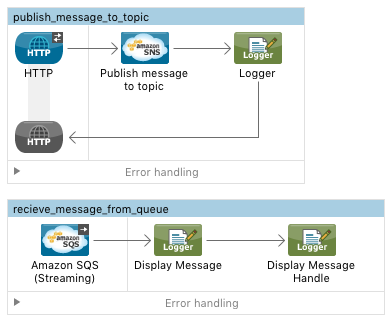 publish_message_to_topic
HTTP
amazon
SNS
Logger
HTTP
Publish message
to topic
Logger
HTTP
Error handling
recieve_message_from_queue
amazon
SQS
Logger
Logger
Amazon SQS
(Streaming)
Display Message
Display Message
Handle
Error handling